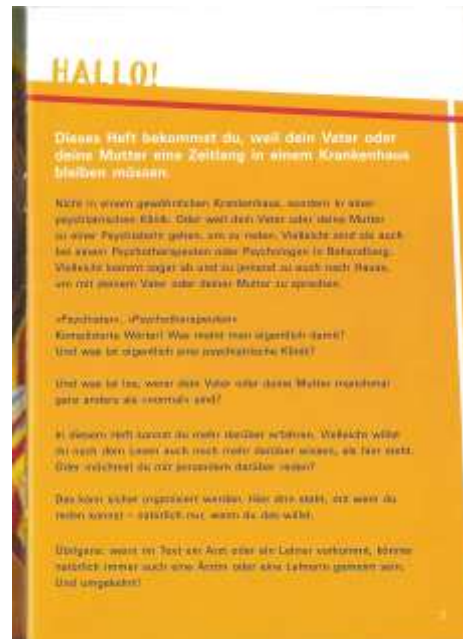 HALLO!
Dieses Heft bekommst du, weil dein Vater oder
deine Mutter eine Zeitlang in einem Krankenhaus
bleiben müssen.
Nicht in einem gewöhnlichen Krankenhaus, sondern in einer
psychiatrischen Klinik. Oder weil dein Vater oder deine Mutter
zu einer Psychiaterin gehen, um zu reden. Vielleicht sind sie auch
bei einem Psychotherapeuten oder Psychologen in Behandlung.
Vielleicht kommt sogar ab und zu jemand zu euch nach Hause,
um mit deinem Vater oder deiner Mutter zu sprechen.
«Psychiater», «Psychotherapeuten»
Komplizierte Wörter! Was meint man eigentlich damit?
Und was ist eigentlich eine psychiatrische Klinik?
Und was ist los, wenn dein Vater oder deine Mutter manchmal
ganz anders als «normal» sind?
In diesem Heft kannst du mehr darüber erfahren. Vielleicht willst
du nach dem Lesen auch noch mehr darüber wissen, als hier steht.
Oder möchtest du mit jemandem darüber reden?
Das kann sicher organisiert werden. Hier drin steht, mit wem du
reden kannst – natürlich nur, wenn du das willst.
Übrigens: wenn im Text ein Arzt oder ein Lehrer vorkommt, könnte
natürlich immer auch eine Ärztin oder eine Lehrerin gemeint sein.
Und umgekehrt!